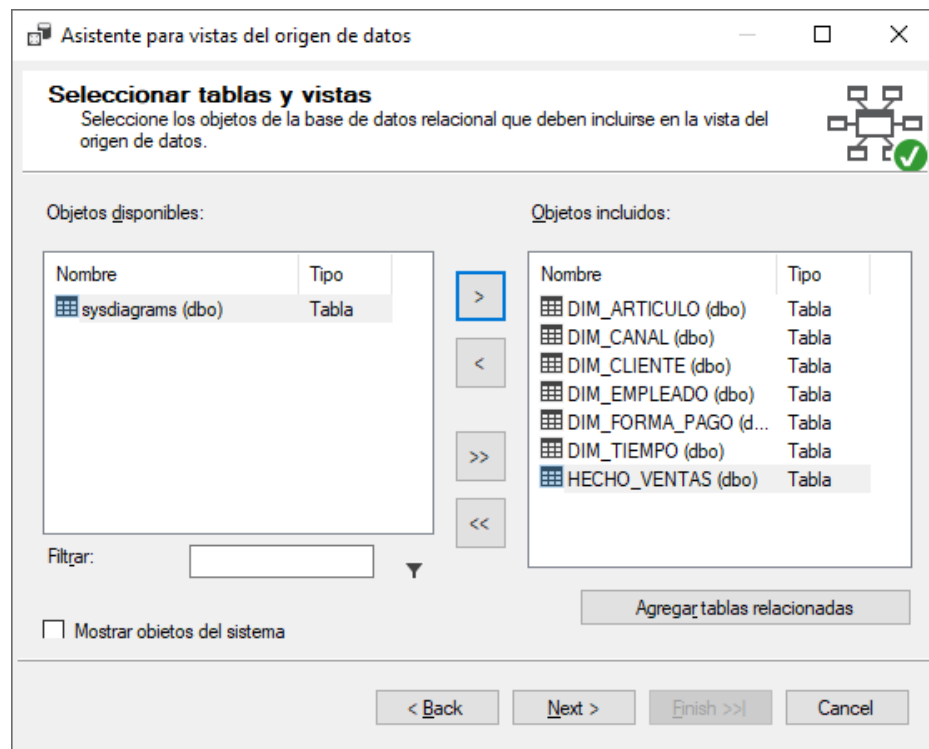 Asistente para vistas del origen de datos
Seleccionar tablas y vistas
Seleccione los objetos de la base de datos relacional que deben incluirse en la vista del
origen de datos.
Objetos disponibles:
Nombre Tipo
sysdiagrams (dbo) Tabla
Filtrar:
Mostrar objetos del sistema
>
<
>>
<<
Objetos incluidos:
Nombre Tipo
DIM_ARTICULO (dbo) Tabla
DIM_CANAL (dbo) Tabla
DIM_CLIENTE (dbo) Tabla
DIM_EMPLEADO (dbo) Tabla
DIM_FORMA_PAGO (d... Tabla
DIM_TIEMPO (dbo) Tabla
HECHO_VENTAS (dbo) Tabla
Agregar tablas relacionadas
< Back
Next >
Finish >>|
Cancel